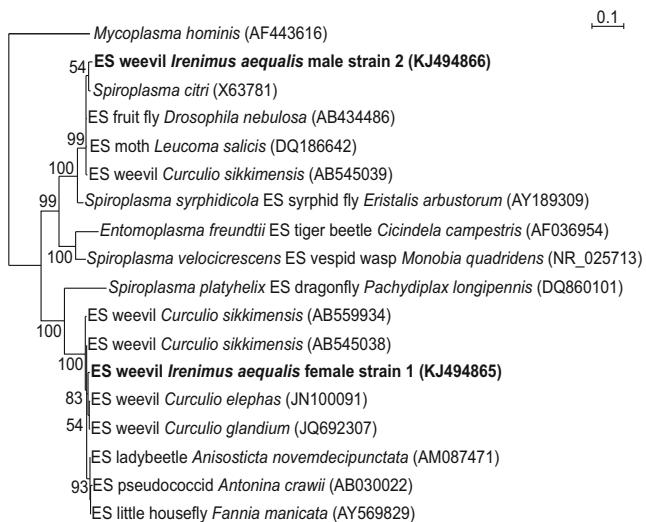 0.1
Mycoplasma hominis (AF443616)
54
ES weevil Irenimus aequalis male strain 2 (KJ494866)
Spiroplasma citri (X63781)
ES fruit fly Drosophila nebulosa (AB434486)
99
ES moth Leucoma salicis (DQ186642)
100
ES weevil Curculio sikkimensis (AB545039)
99
Spiroplasma syrphidicola ES syrphid fly Eristalis arbustorum (AY189309)
Entomoplasma freundtii ES tiger beetle Cicindela campestris (AF036954)
100
Spiroplasma velocicrescens ES vespid wasp Monobia quadridens (NR_025713)
Spiroplasma platyhelix ES dragonfly Pachydiplax longipennis (DQ860101)
ES weevil Curculio sikkimensis (AB559934)
100
ES weevil Curculio sikkimensis (AB545038)
100
ES weevil Irenimus aequalis female strain 1 (KJ494865)
83
ES weevil Curculio elephas (JN100091)
54
ES weevil Curculio glandium (JQ692307)
ES ladybeetle Anisosticta novemdecipunctata (AM087471)
93
ES pseudococcid Antonina crawii (AB030022)
ES little housefly Fannia manicata (AY569829)